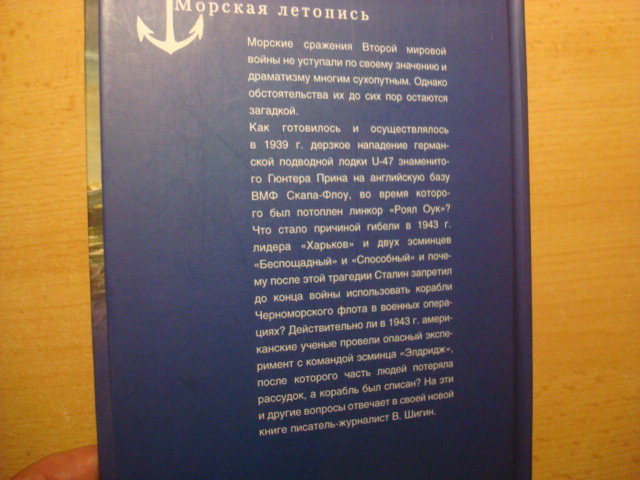 Морская летопись
Морские сражения Второй мировой
войны не уступали по своему значению и
драматизму многим сухопутным. Однако
обстоятельства их до сих пор остаются
загадкой.
Как готовилось и осуществлялось
в 1939 г. дерзкое нападение герман-
ской подводной лодки U-47 знаменито-
го Гюнтера Прина на английскую базу
ВМФ Скапа-Флоу, во время которо-
го был потоплен линкор «Роял Оук»?
Что стало причиной гибели в 1943 г.
лидера «Харьков» и двух эсминцев
«Беспощадный» и «Способный» и поче-
му после этой трагедии Сталин запретил
до конца войны использовать корабли
Черноморского флота в военных опера-
циях? Действительно ли в 1943 г. амери-
канские ученые провели опасный экспе-
римент с командой эсминца «Элдридж»,
после которого часть людей потеряла
рассудок, а корабль был списан? На эти
и другие вопросы отвечает в своей новой
книге писатель-журналист В. Шигин.